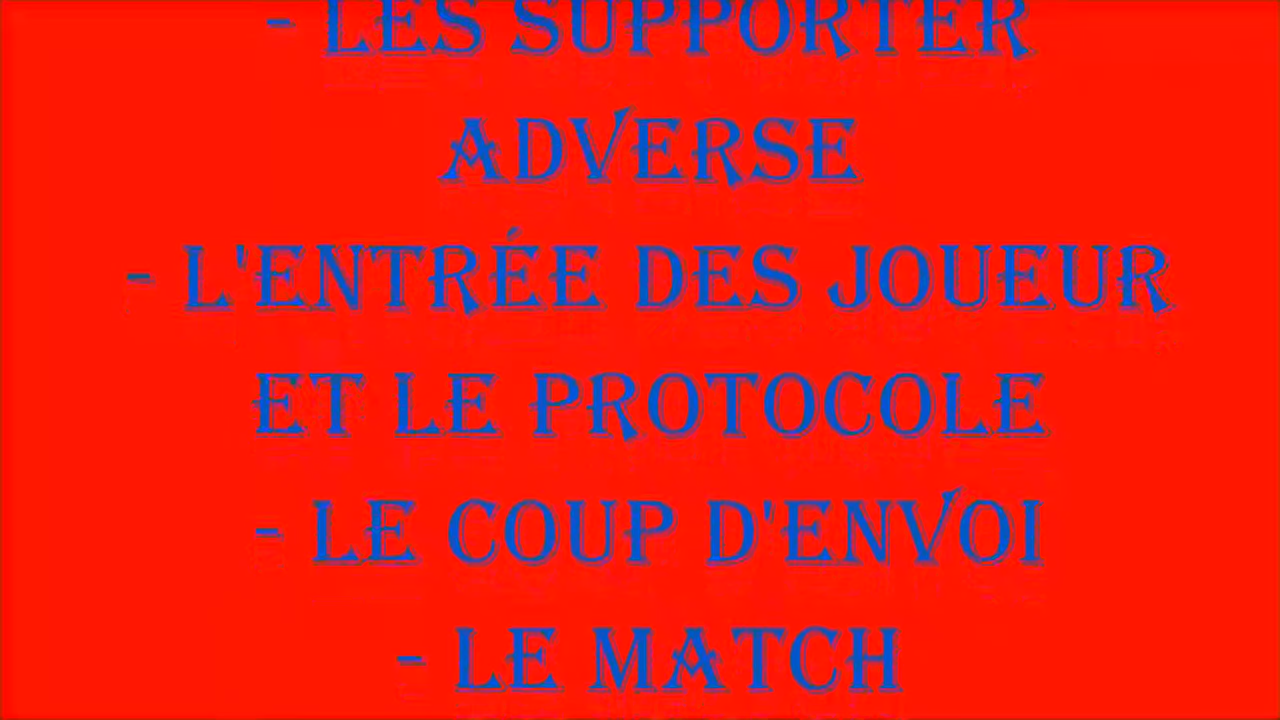 - LES SUPPORTER
ADVERSE
- L'ENTRÉE DES JOUEUR
ET LE PROTOCOLE
- LE COUP D'ENVOI
- LE MATCH